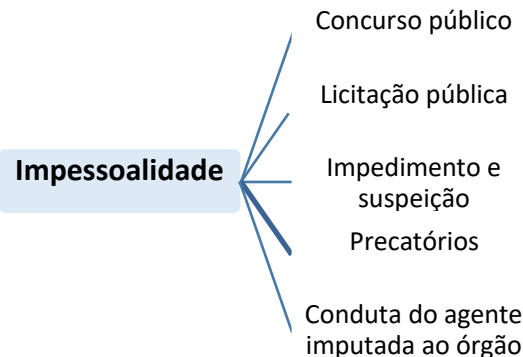 Impessoalidade
Concurso público
Licitação pública
Impedimento e
suspeição
Precatórios
Conduta do agente
imputada ao órgão